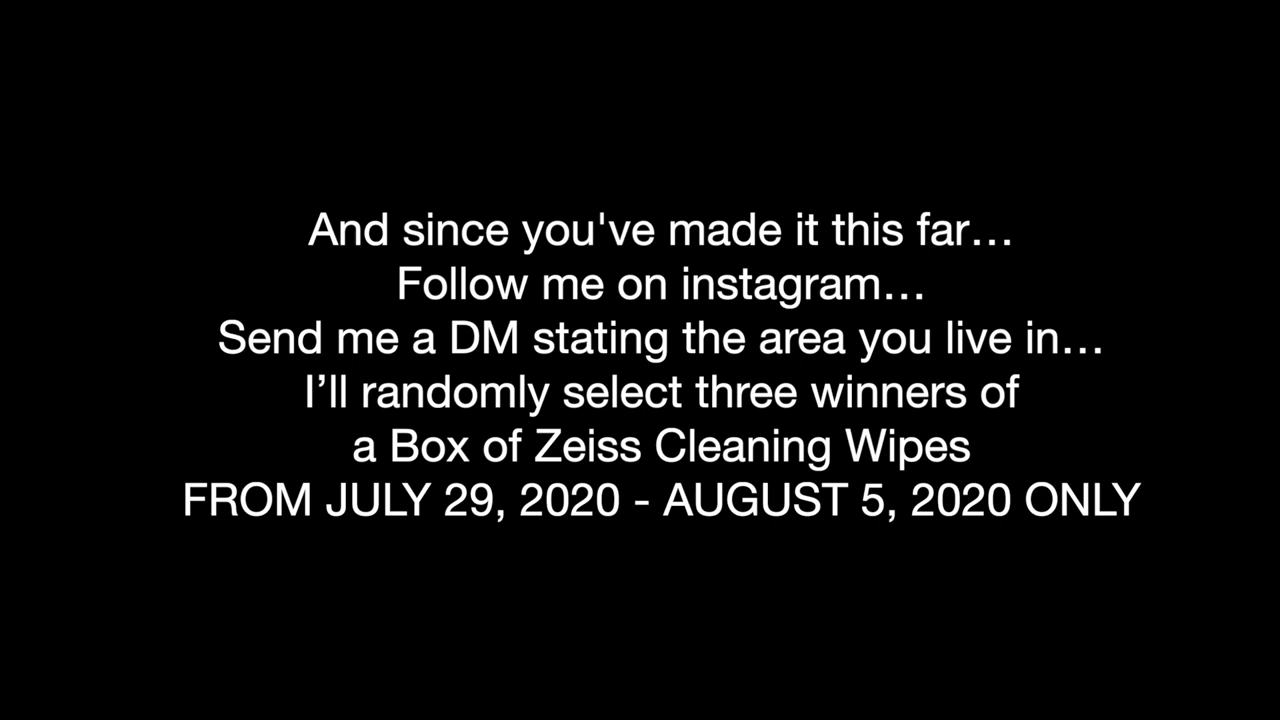 And since you've made it this far…
Follow me on instagram…
Send me a DM stating the area you live in…
I’ll randomly select three winners of
a Box of Zeiss Cleaning Wipes
FROM JULY 29, 2020 - AUGUST 5, 2020 ONLY